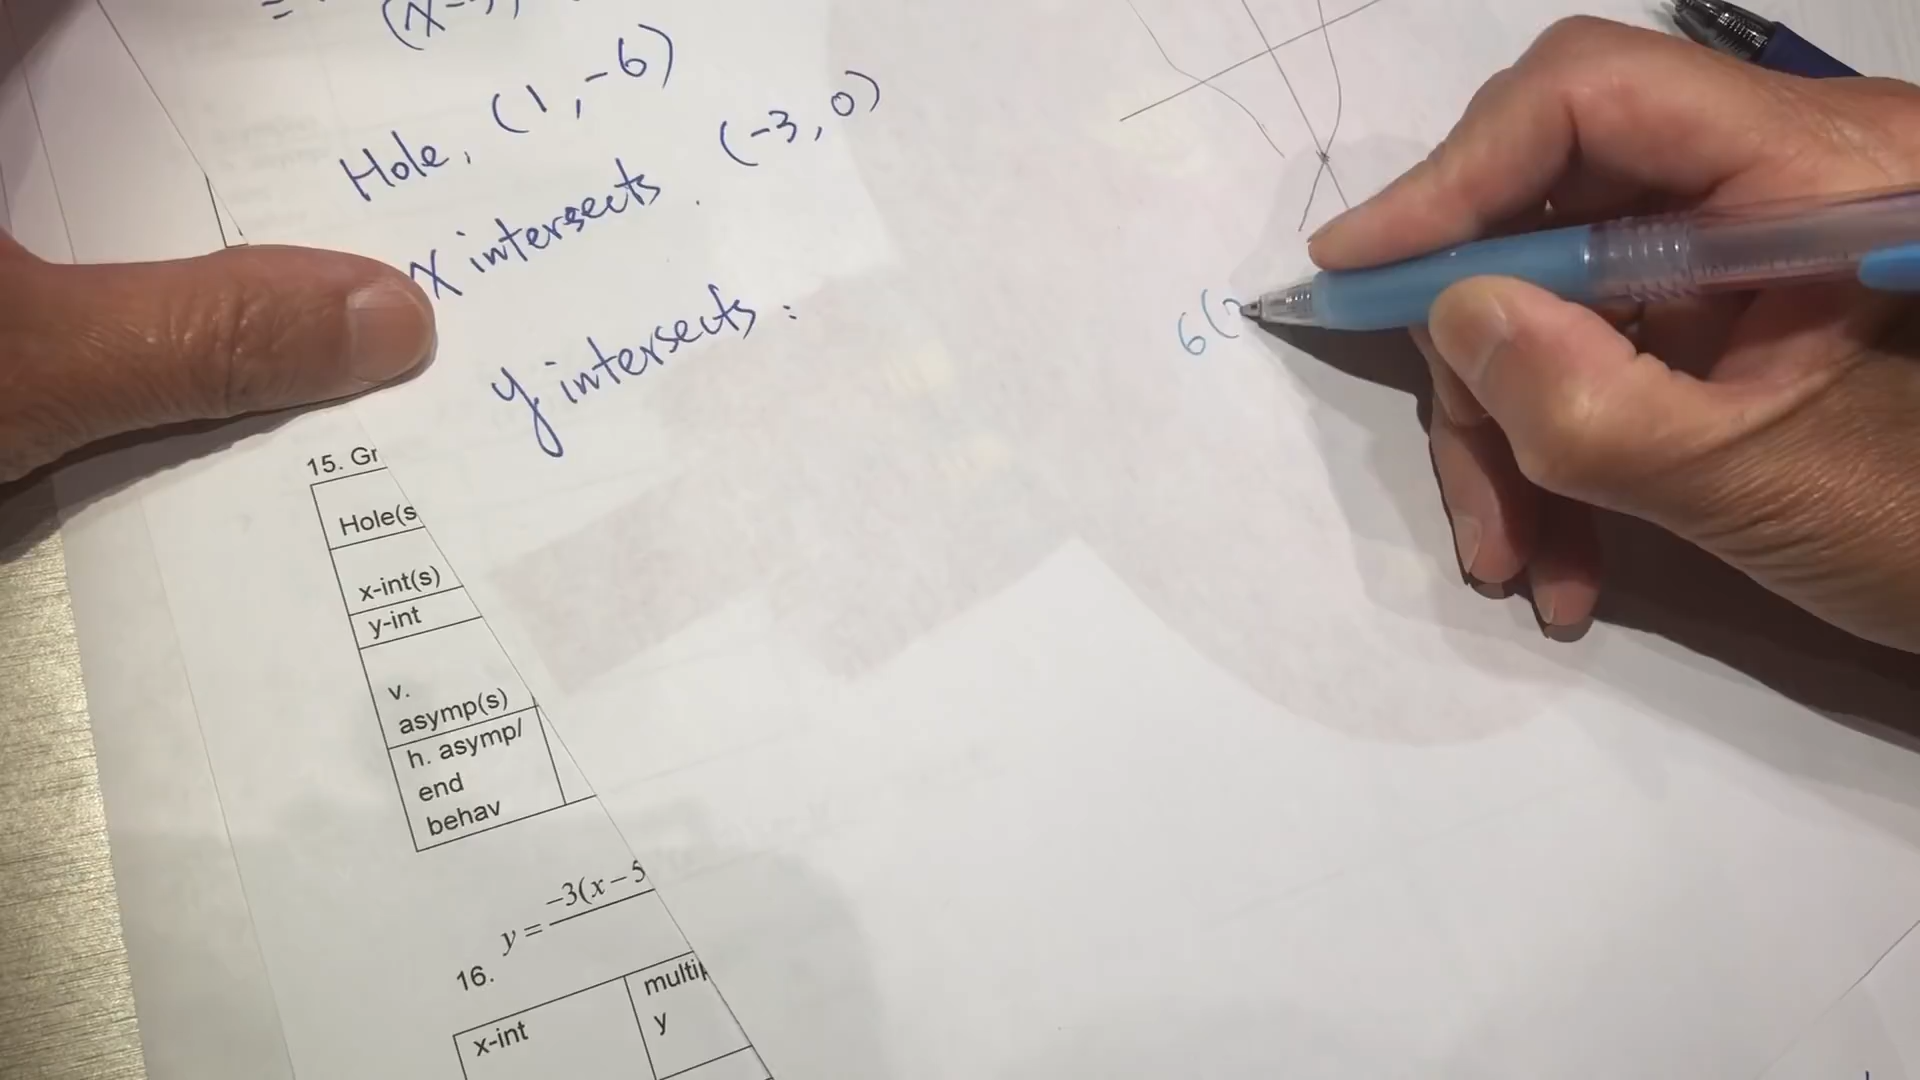 Hole, (1, -6)
x intersects. (-3, 0)
y intersects:
6(
15. Gr
Hole(s
x-int(s)
y-int
v.
asymp(s)
h. asymp/
end
behav
16. y = -3(x - 5
x-int
multip
y